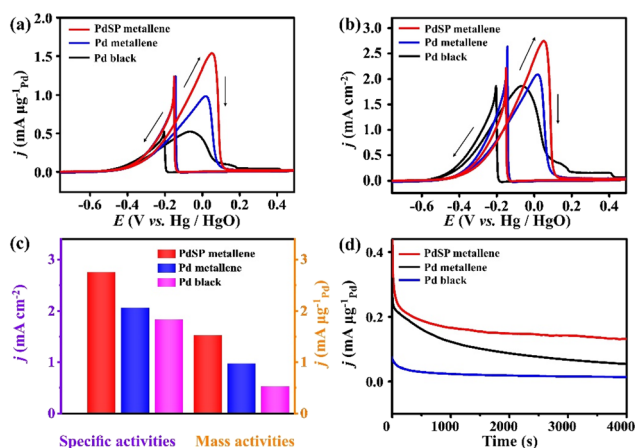 (a)
PdSP metallene
Pd metallene
Pd black
j (mA μg⁻¹Pd)
1.5
1.0
0.5
0.0
-0.6 -0.4 -0.2 0.0 0.2 0.4
E (V vs. Hg / HgO)
(b)
PdSP metallene
Pd metallene
Pd black
j (mA cm⁻²)
3.0
2.5
2.0
1.5
1.0
0.5
0.0
-0.6 -0.4 -0.2 0.0 0.2 0.4
E (V vs. Hg / HgO)
(c)
PdSP metallene
Pd metallene
Pd black
j (mA cm⁻²)
3
2
1
0
3
2
1
0
j (mA μg⁻¹Pd)
Specific activities Mass activities
(d)
PdSP metallene
Pd metallene
Pd black
j (mA μg⁻¹Pd)
0.4
0.2
0.0
0 1000 2000 3000 4000
Time (s)